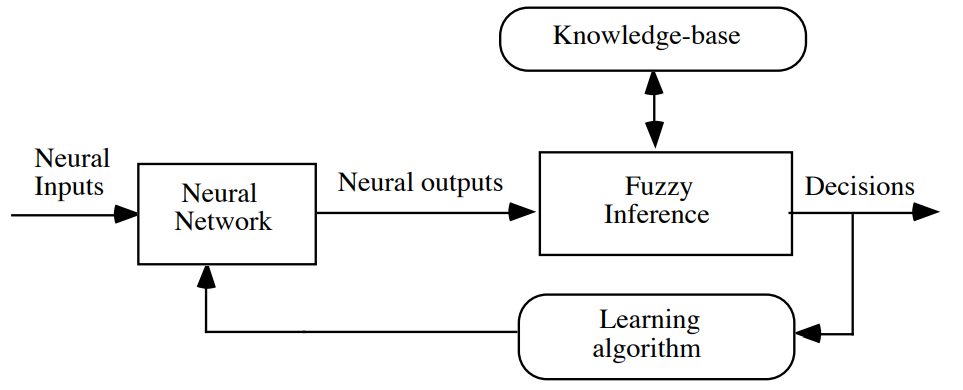 Knowledge-base
Neural
Inputs
Neural
Network
Neural outputs
Fuzzy
Inference
Decisions
Learning
algorithm